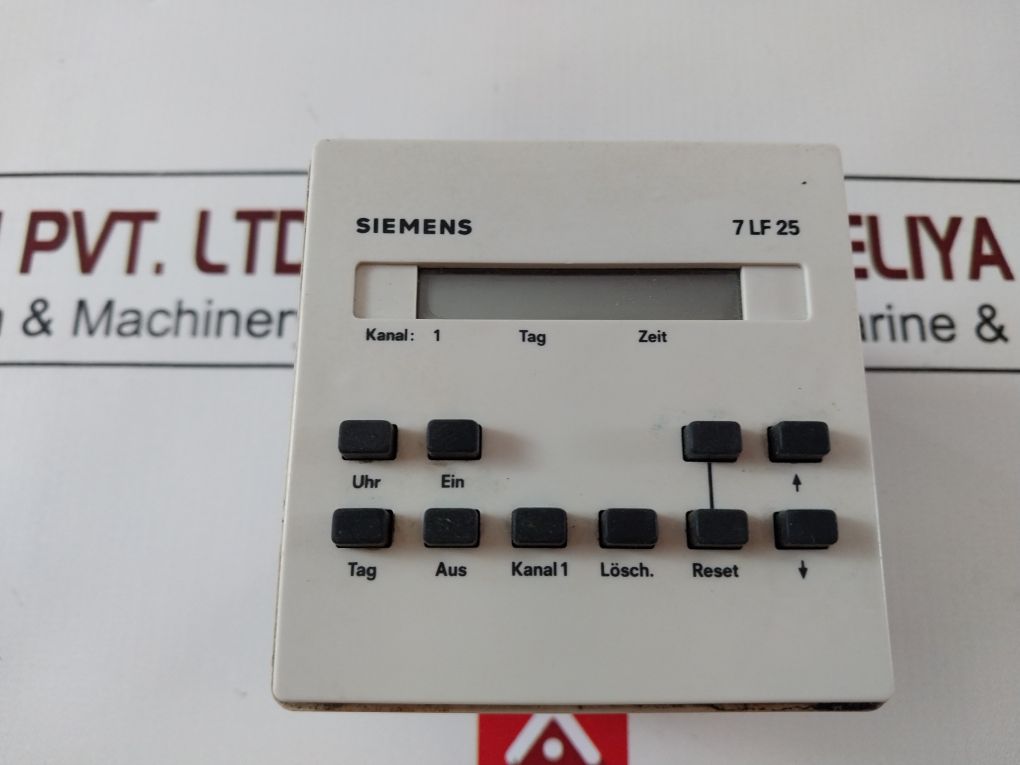 PVT. LTD
& Machinery
SIEMENS 7 LF 25
Kanal: 1 Tag Zeit
Uhr Ein ↑
Tag Aus Kanal 1 Lösch. Reset ↓
ELIYA
arine &